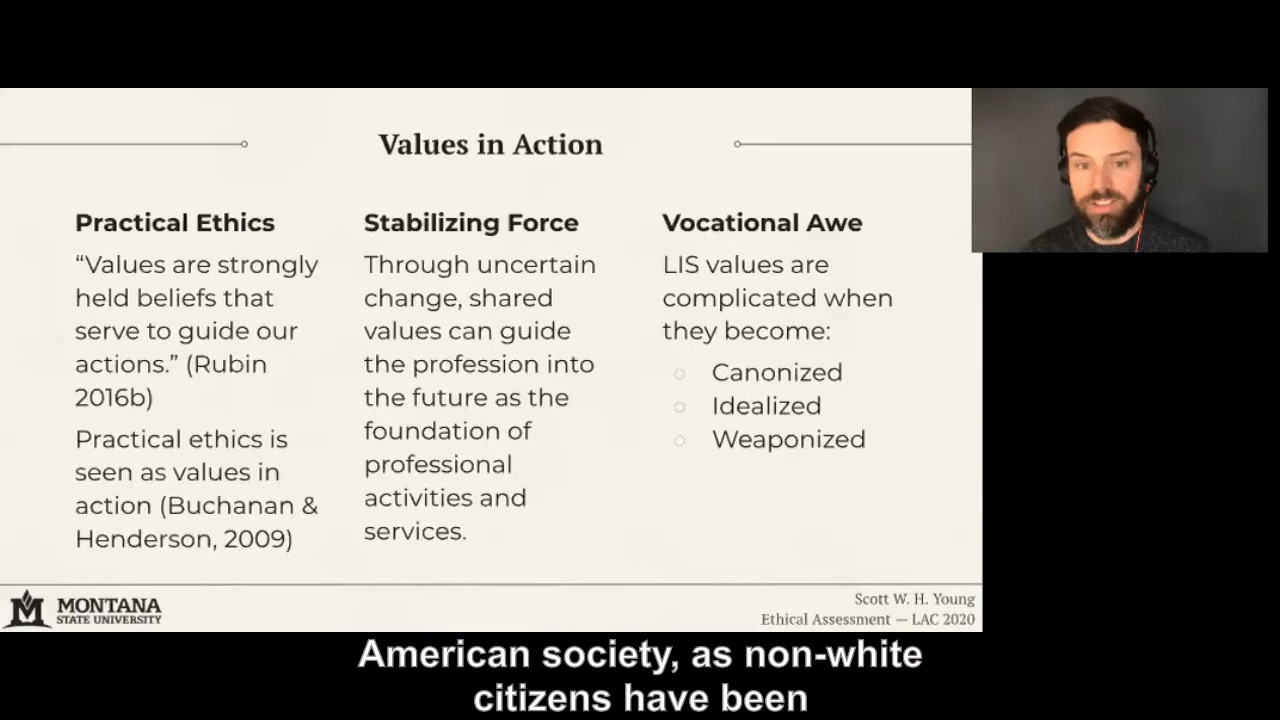 Values in Action
Practical Ethics
“Values are strongly
held beliefs that
serve to guide our
actions.” (Rubin
2016b)
Practical ethics is
seen as values in
action (Buchanan &
Henderson, 2009)
Stabilizing Force
Through uncertain
change, shared
values can guide
the profession into
the future as the
foundation of
professional
activities and
services.
Vocational Awe
LIS values are
complicated when
they become:
Canonized
Idealized
Weaponized
M MONTANA
STATE UNIVERSITY
Scott W. H. Young
Ethical Assessment — LAC 2020
American society, as non-white
citizens have been